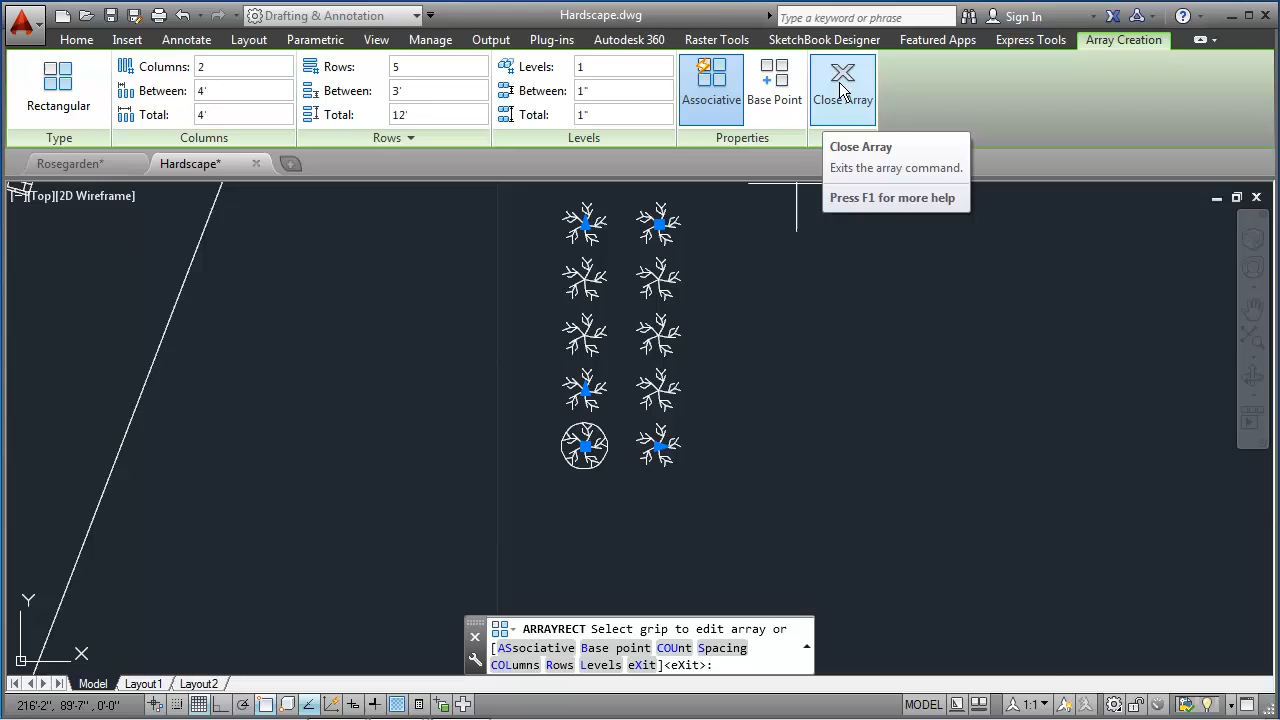 Drafting & Annotation
Hardscape.dwg
Type a keyword or phrase
Sign In
Home Insert Annotate Layout Parametric View Manage Output Plug-ins Autodesk 360 Raster Tools SketchBook Designer Featured Apps Express Tools Array Creation
Columns: 2
Rows: 5
Levels: 1
Between: 4'
Between: 3'
Between: 1"
Total: 4'
Total: 12'
Total: 1"
Rectangular
Associative
Base Point
Close Array
Type
Columns
Rows
Levels
Properties
Rosegarden*
Hardscape*
Close Array
Exits the array command.
Press F1 for more help
[−][Top][2D Wireframe]
Y
X
ARRAYRECT Select grip to edit array or
[ASsociative Base point COUnt Spacing
COLumns Rows Levels eXit]<eXit>:
Model Layout1 Layout2
216'-2", 89'-7" , 0'-0"
MODEL
1:1